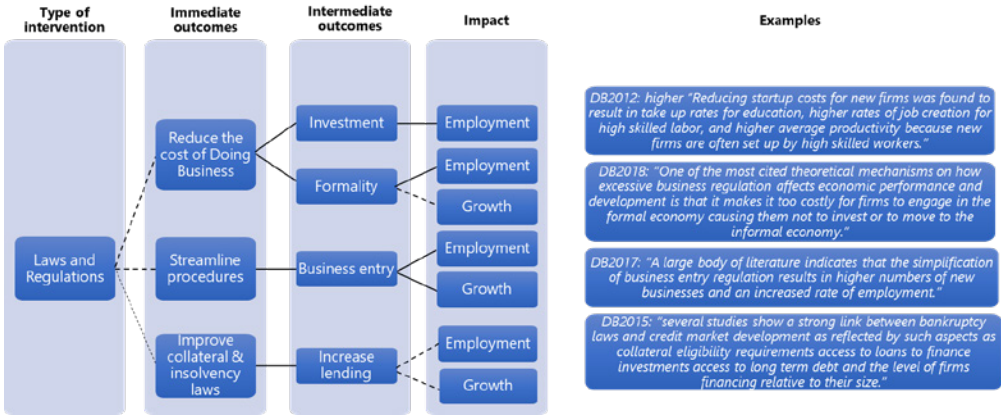 Type of
intervention
Immediate
outcomes
Intermediate
outcomes
Impact
Examples
Laws and
Regulations
Reduce the
cost of Doing
Business
Streamline
procedures
Improve
collateral &
insolvency
laws
Investment
Formality
Business entry
Increase
lending
Employment
Employment
Growth
Employment
Growth
Employment
Growth
DB2012: higher “Reducing startup costs for new firms was found to
result in take up rates for education, higher rates of job creation for
high skilled labor, and higher average productivity because new
firms are often set up by high skilled workers.”
DB2018: “One of the most cited theoretical mechanisms on how
excessive business regulation affects economic performance and
development is that it makes it too costly for firms to engage in the
formal economy causing them not to invest or to move to the
informal economy.”
DB2017: “A large body of literature indicates that the simplification
of business entry regulation results in higher numbers of new
businesses and an increased rate of employment.”
DB2015: “several studies show a strong link between bankruptcy
laws and credit market development as reflected by such aspects as
collateral eligibility requirements access to loans to finance
investments access to long term debt and the level of firms
financing relative to their size.”